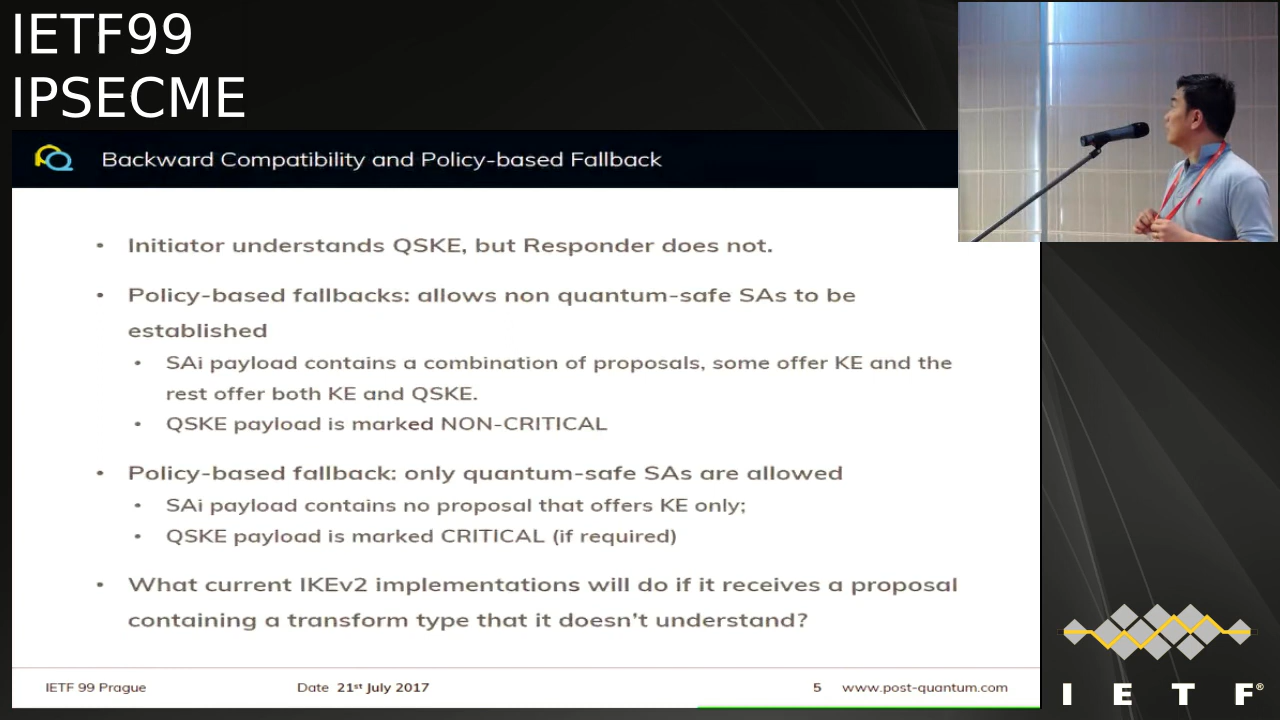 IETF99
IPSECME
Backward Compatibility and Policy-based Fallback
• Initiator understands QSKE, but Responder does not.
• Policy-based fallbacks: allows non quantum-safe SAs to be
established
• SAi payload contains a combination of proposals, some offer KE and the
rest offer both KE and QSKE.
• QSKE payload is marked NON-CRITICAL
• Policy-based fallback: only quantum-safe SAs are allowed
• SAi payload contains no proposal that offers KE only;
• QSKE payload is marked CRITICAL (if required)
• What current IKEv2 implementations will do if it receives a proposal
containing a transform type that it doesn't understand?
IETF 99 Prague Date 21st July 2017 5 www.post-quantum.com
I E T F®